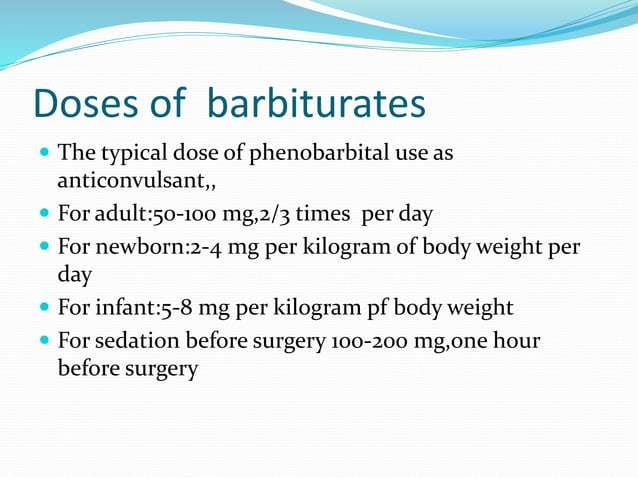 Doses of  barbiturates
The typical dose of phenobarbital use as
anticonvulsant,,
For adult:50-100 mg,2/3 times  per day
For newborn:2-4 mg per kilogram of body weight per
day
For infant:5-8 mg per kilogram pf body weight
For sedation before surgery 100-200 mg,one hour
before surgery